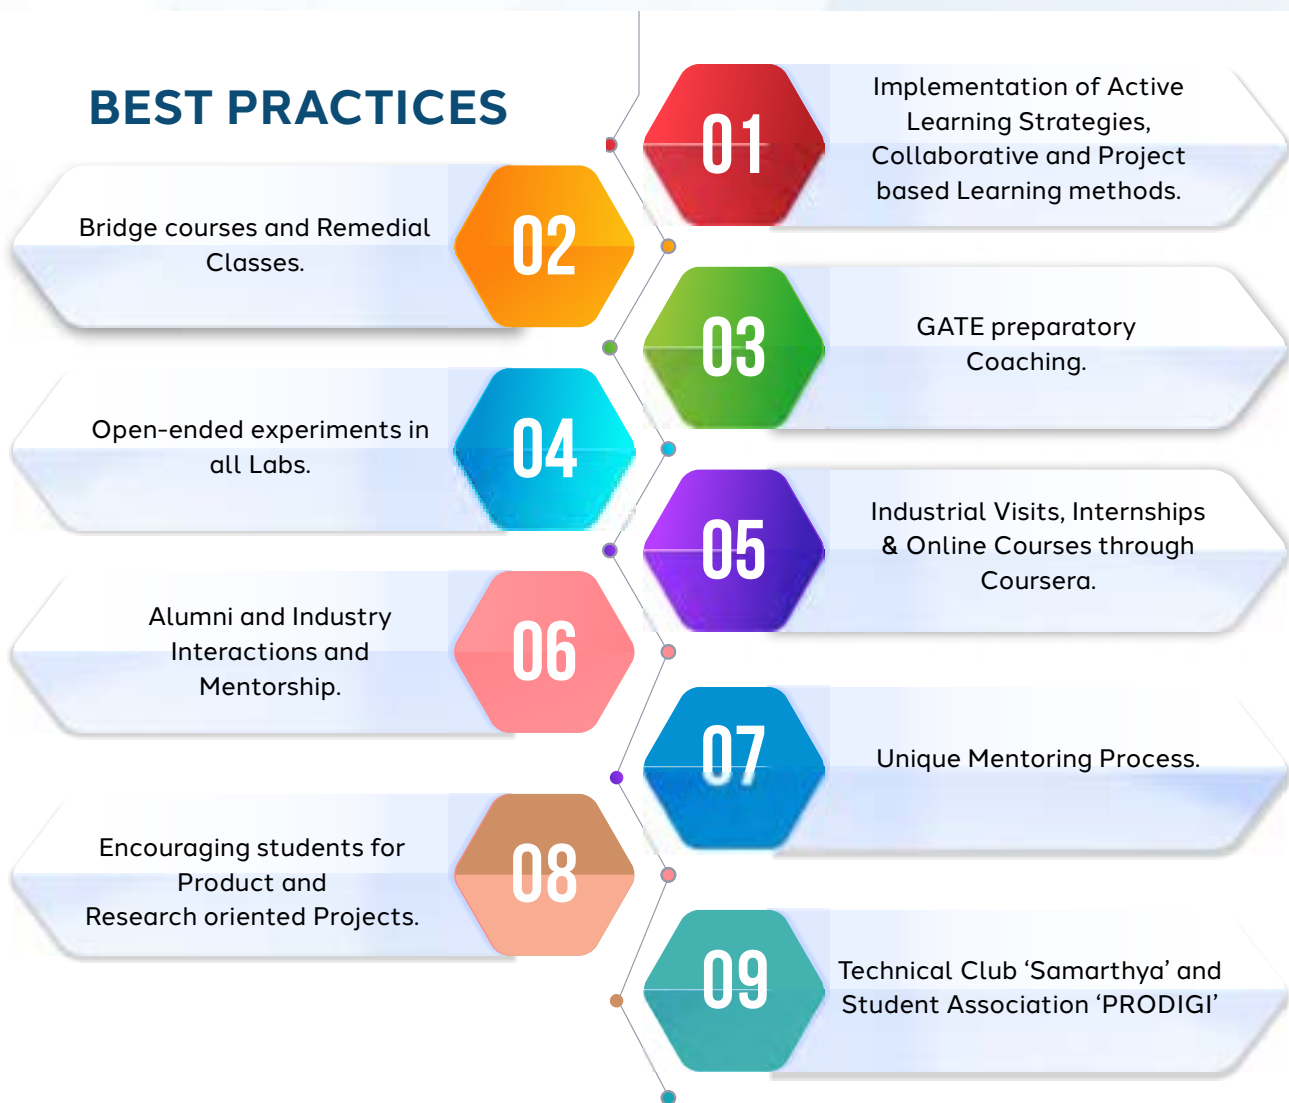 BEST PRACTICES
01
Implementation of Active
Learning Strategies,
Collaborative and Project
based Learning methods.
02
Bridge courses and Remedial
Classes.
03
GATE preparatory
Coaching.
04
Open-ended experiments in
all Labs.
05
Industrial Visits, Internships
& Online Courses through
Coursera.
06
Alumni and Industry
Interactions and
Mentorship.
07
Unique Mentoring Process.
08
Encouraging students for
Product and
Research oriented Projects.
09
Technical Club ‘Samarthya’ and
Student Association ‘PRODIGI’